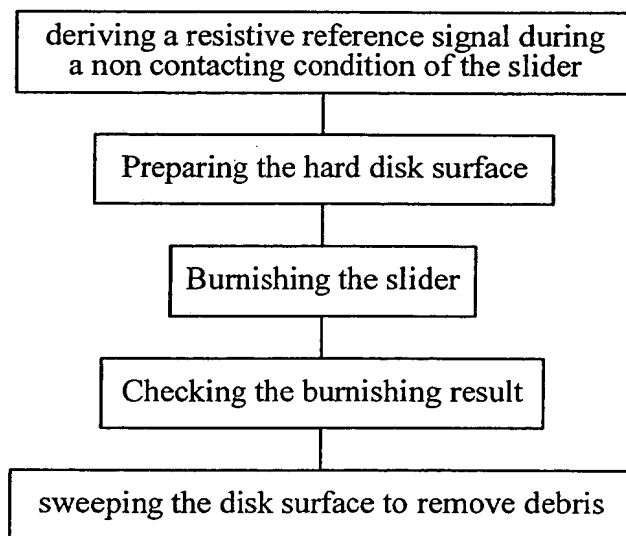 deriving a resistive reference signal during
a non contacting condition of the slider
Preparing the hard disk surface
Burnishing the slider
Checking the burnishing result
sweeping the disk surface to remove debris